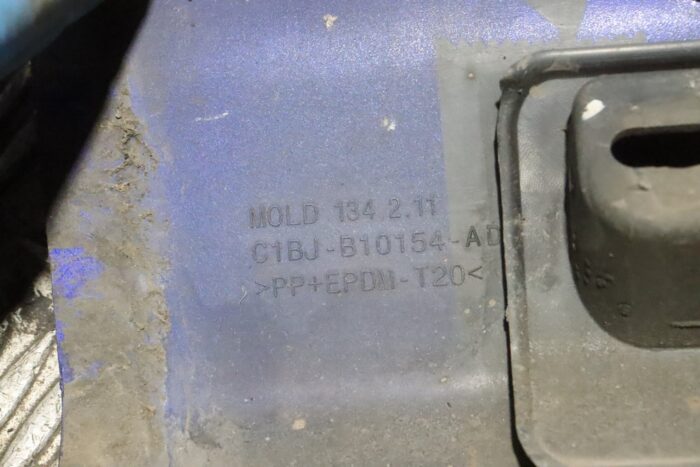 MOLD 134.2.11
C1BJ-B10154-AD
>PP+EPDM-T20<